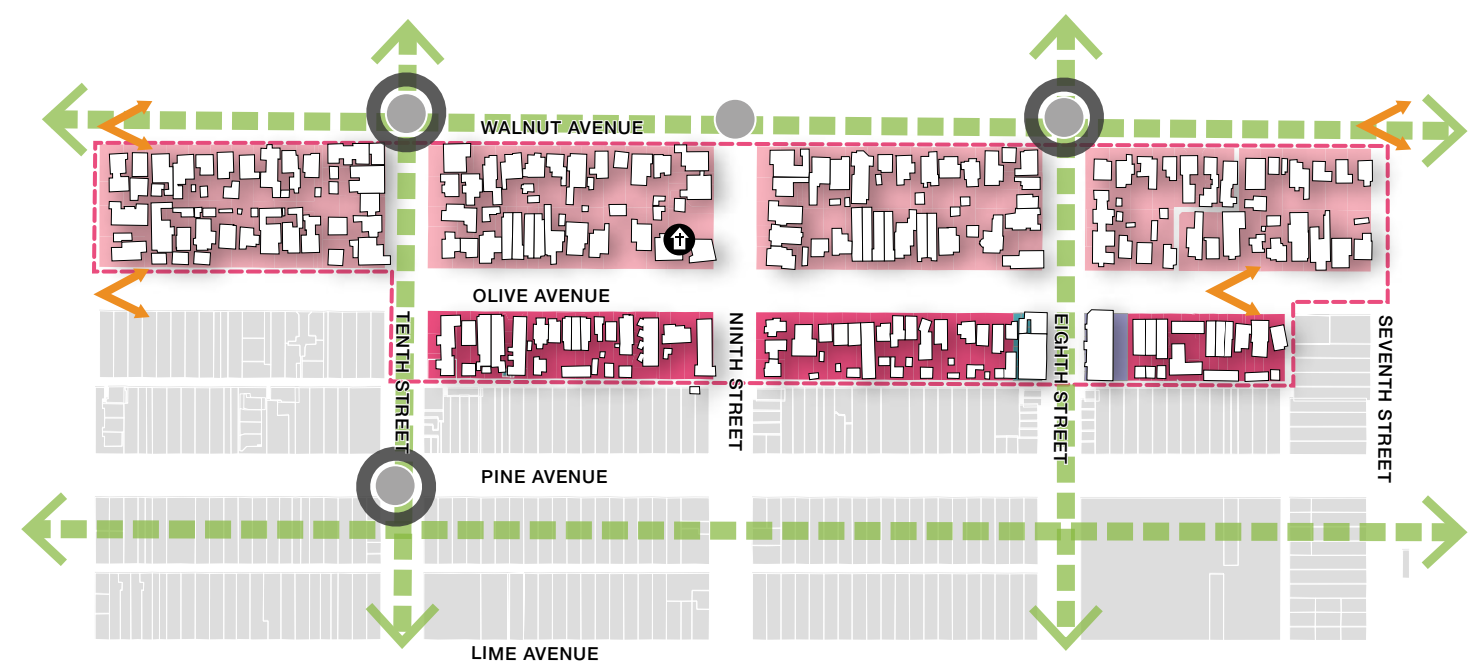 WALNUT AVENUE
OLIVE AVENUE
TENTH STREET
NINTH STREET
EIGHTH STREET
SEVENTH STREET
PINE AVENUE
LIME AVENUE